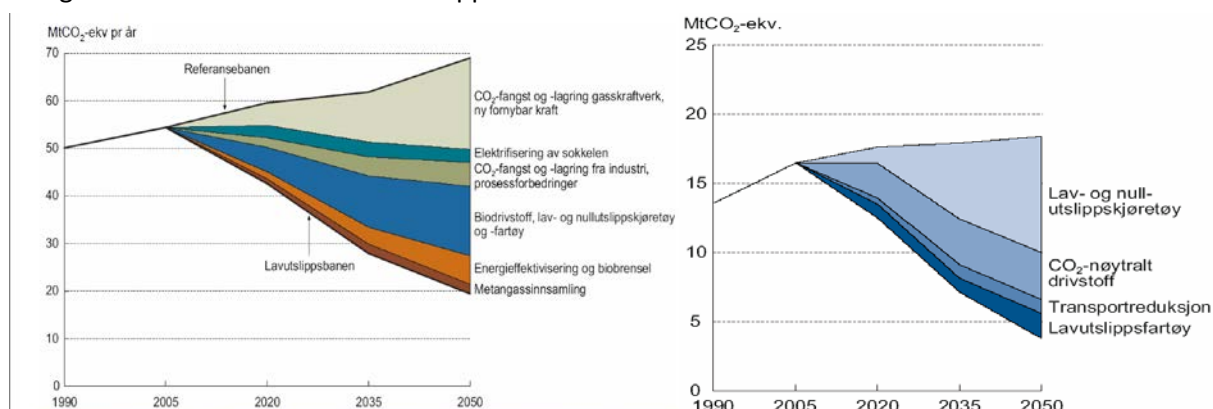 MtCO₂-ekv pr år
70
60
50
40
30
20
10
0
1990 2005 2020 2035 2050
Referansebanen
Lavutslippsbanen
CO₂-fangst og -lagring gasskraftverk,
ny fornybar kraft
Elektrifisering av sokkelen
CO₂-fangst og -lagring fra industri,
prosessforbedringer
Biodrivstoff, lav- og nullutslippskjøretøy
og -fartøy
Energieffektivisering og biobrensel
Metangassinnsamling
MtCO₂-ekv.
25
20
15
10
5
0
1990 2005 2020 2035 2050
Lav- og null-
utslippskjøretøy
CO₂-nøytralt
drivstoff
Transportreduksjon
Lavutslippsfartøy